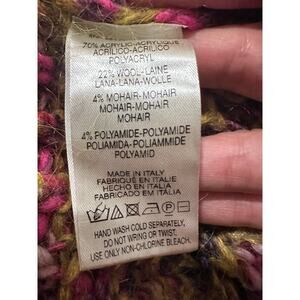 70% ACRYLIC-ACRYLIQUE
ACRILICO-ACRILICO
POLYACRYL
22% WOOL-LAINE
LANA-LANA-WOLLE
4% MOHAIR-MOHAIR
MOHAIR-MOHAIR
MOHAIR
4% POLYAMIDE-POLYAMIDE
POLIAMIDA-POLIAMMIDE
POLYAMID
MADE IN ITALY
FABRIQUÉ EN ITALIE
HECHO EN ITALIA
FABRICADO EM ITALIA
HAND WASH COLD SEPARATELY,
DO NOT WRING OR TWIST.
USE ONLY NON-CHLORINE BLEACH.